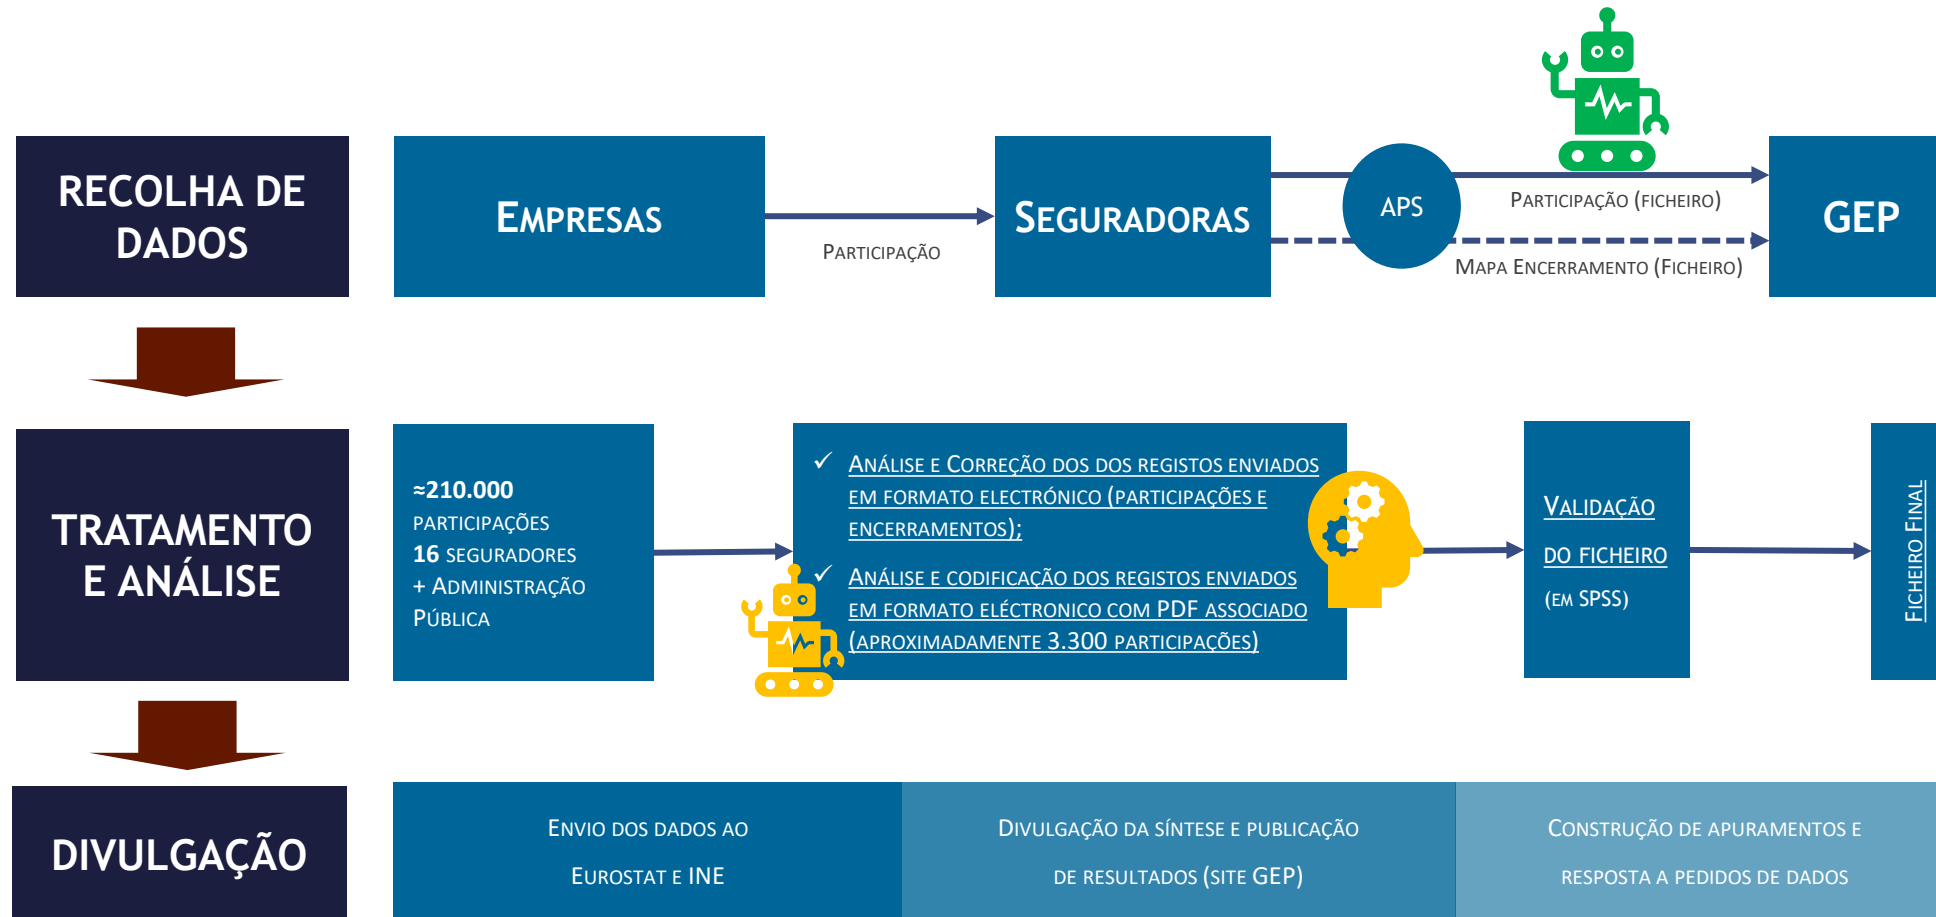 RECOLHA DE
DADOS
EMPRESAS
PARTICIPAÇÃO
SEGURADORAS
APS
PARTICIPAÇÃO (FICHEIRO)
MAPA ENCERRAMENTO (FICHEIRO)
GEP
TRATAMENTO
E ANÁLISE
≈210.000
PARTICIPAÇÕES
16 SEGURADORES
+ ADMINISTRAÇÃO
PÚBLICA
✓ ANÁLISE E CORREÇÃO DOS DOS REGISTOS ENVIADOS
EM FORMATO ELECTRÓNICO (PARTICIPAÇÕES E
ENCERRAMENTOS);
✓ ANÁLISE E CODIFICAÇÃO DOS REGISTOS ENVIADOS
EM FORMATO ELÉCTRONICO COM PDF ASSOCIADO
(APROXIMADAMENTE 3.300 PARTICIPAÇÕES)
VALIDAÇÃO
DO FICHEIRO
(EM SPSS)
FICHEIRO FINAL
DIVULGAÇÃO
ENVIO DOS DADOS AO
EUROSTAT E INE
DIVULGAÇÃO DA SÍNTESE E PUBLICAÇÃO
DE RESULTADOS (SITE GEP)
CONSTRUÇÃO DE APURAMENTOS E
RESPOSTA A PEDIDOS DE DADOS